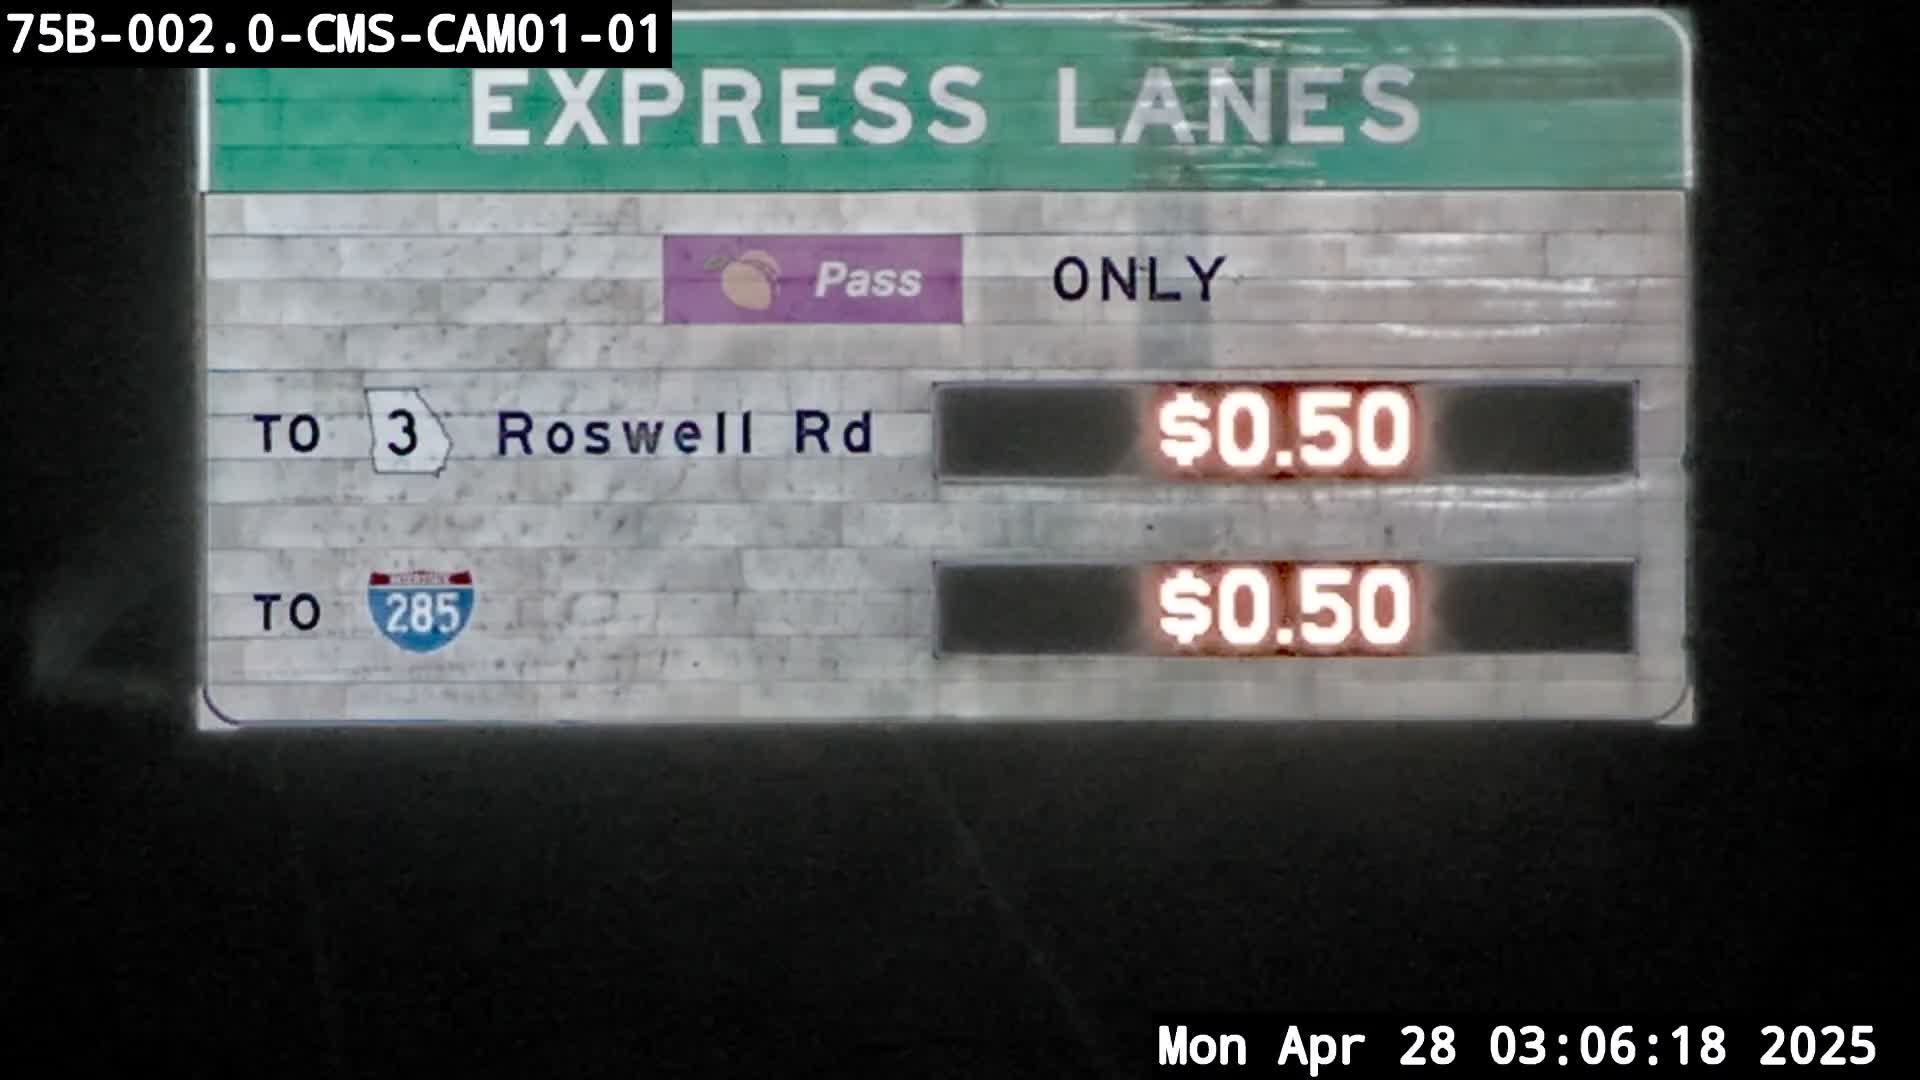 75B-002.0-CMS-CAM01-01
EXPRESS LANES
Pass ONLY
TO 3 Roswell Rd $0.50
TO 285 $0.50
Mon Apr 28 03:06:18 2025